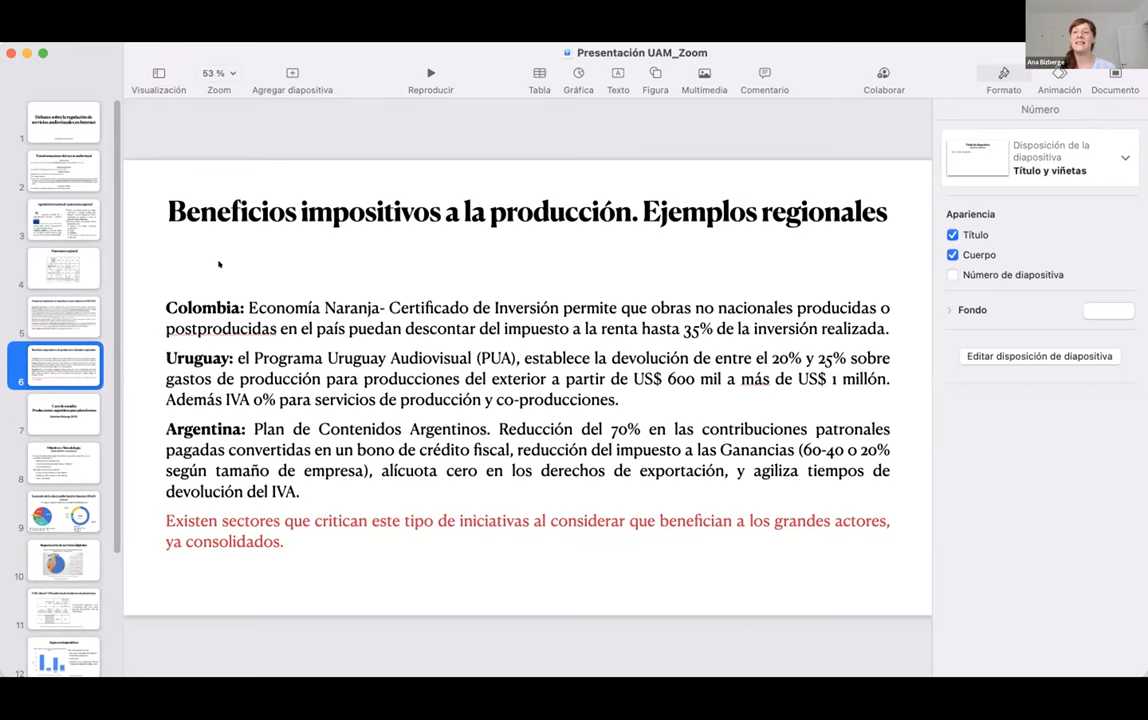 Presentación UAM_Zoom
Ana Bizberge
53 %
Visualización
Zoom
Agregar diapositiva
Reproducir
Tabla
Gráfica
Texto
Figura
Multimedia
Comentario
Colaborar
Formato
Animación
Documento
Número
Disposición de la
diapositiva
Título y viñetas
Apariencia
Título
Cuerpo
Número de diapositiva
Fondo
Editar disposición de diapositiva
1
2
3
4
5
6
7
8
9
10
11
12
Beneficios impositivos a la producción. Ejemplos regionales
Colombia: Economía Naranja- Certificado de Inversión permite que obras no nacionales producidas o
postproducidas en el país puedan descontar del impuesto a la renta hasta 35% de la inversión realizada.
Uruguay: el Programa Uruguay Audiovisual (PUA), establece la devolución de entre el 20% y 25% sobre
gastos de producción para producciones del exterior a partir de US$ 600 mil a más de US$ 1 millón.
Además IVA 0% para servicios de producción y co-producciones.
Argentina: Plan de Contenidos Argentinos. Reducción del 70% en las contribuciones patronales
pagadas convertidas en un bono de crédito fiscal, reducción del impuesto a las Ganancias (60-40 o 20%
según tamaño de empresa), alícuota cero en los derechos de exportación, y agiliza tiempos de
devolución del IVA.
Existen sectores que critican este tipo de iniciativas al considerar que benefician a los grandes actores,
ya consolidados.